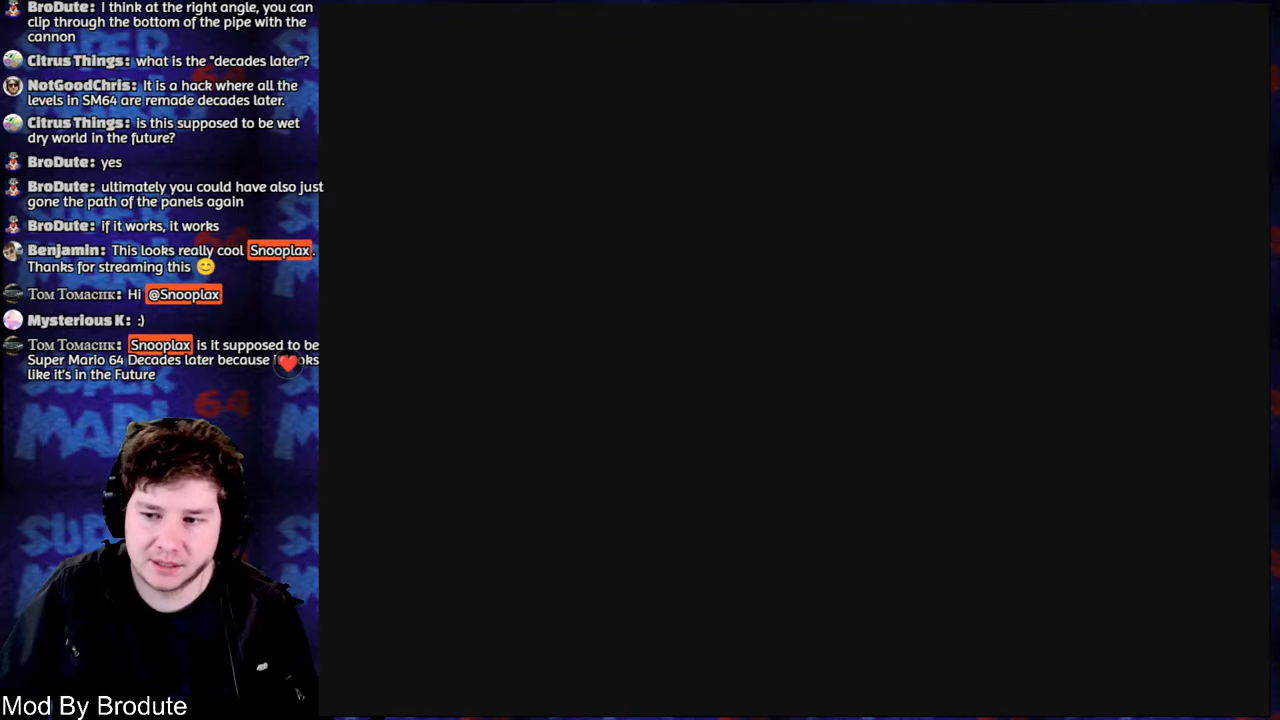 BroDute: I think at the right angle, you can
clip through the bottom of the pipe with the
cannon
Citrus Things: what is the "decades later"?
NotGoodChris: It is a hack where all the
levels in SM64 are remade decades later.
Citrus Things: is this supposed to be wet
dry world in the future?
BroDute: yes
BroDute: ultimately you could have also just
gone the path of the panels again
BroDute: if it works, it works
Benjamin: This looks really cool Snooplax.
Thanks for streaming this 😊
Том Томасик: Hi @Snooplax
Mysterious K: :)
Том Томасик: Snooplax is it supposed to be
Super Mario 64 Decades later because
like it's in the Future
SUPER
MARI
64
Mod By Brodute